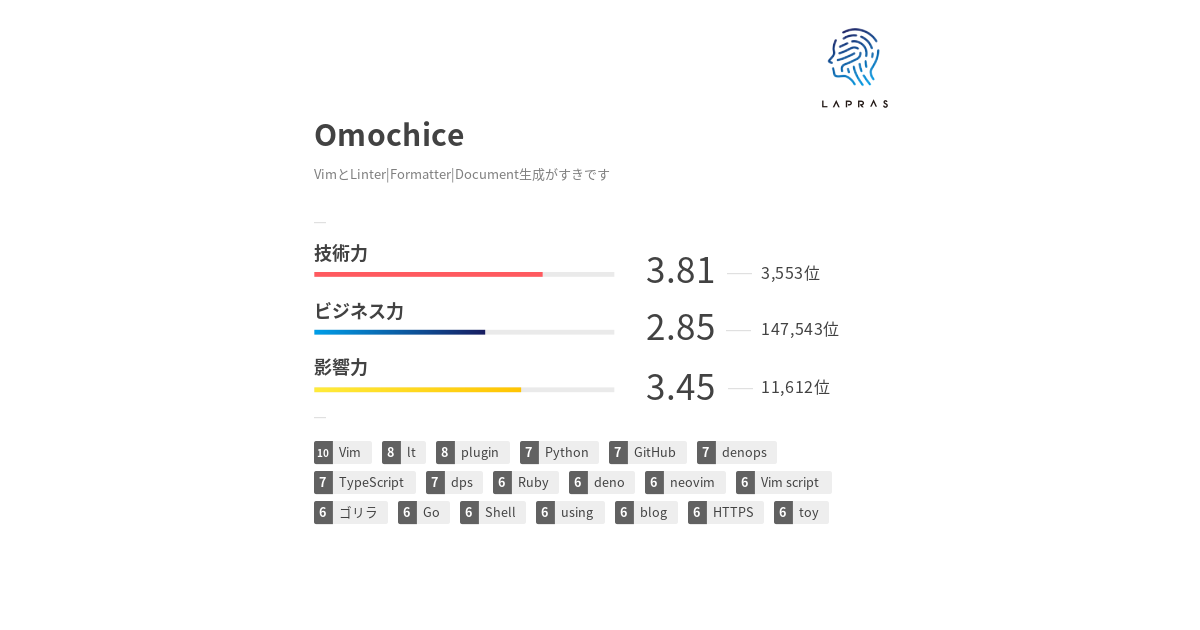 LAPRAS
Omochice
VimとLinter|Formatter|Document生成がすきです
技術力
3.81 3,553位
ビジネス力
2.85 147,543位
影響力
3.45 11,612位
10 Vim 8 lt 8 plugin 7 Python 7 GitHub 7 denops
7 TypeScript 7 dps 6 Ruby 6 deno 6 neovim 6 Vim script
6 ゴリラ 6 Go 6 Shell 6 using 6 blog 6 HTTPS 6 toy